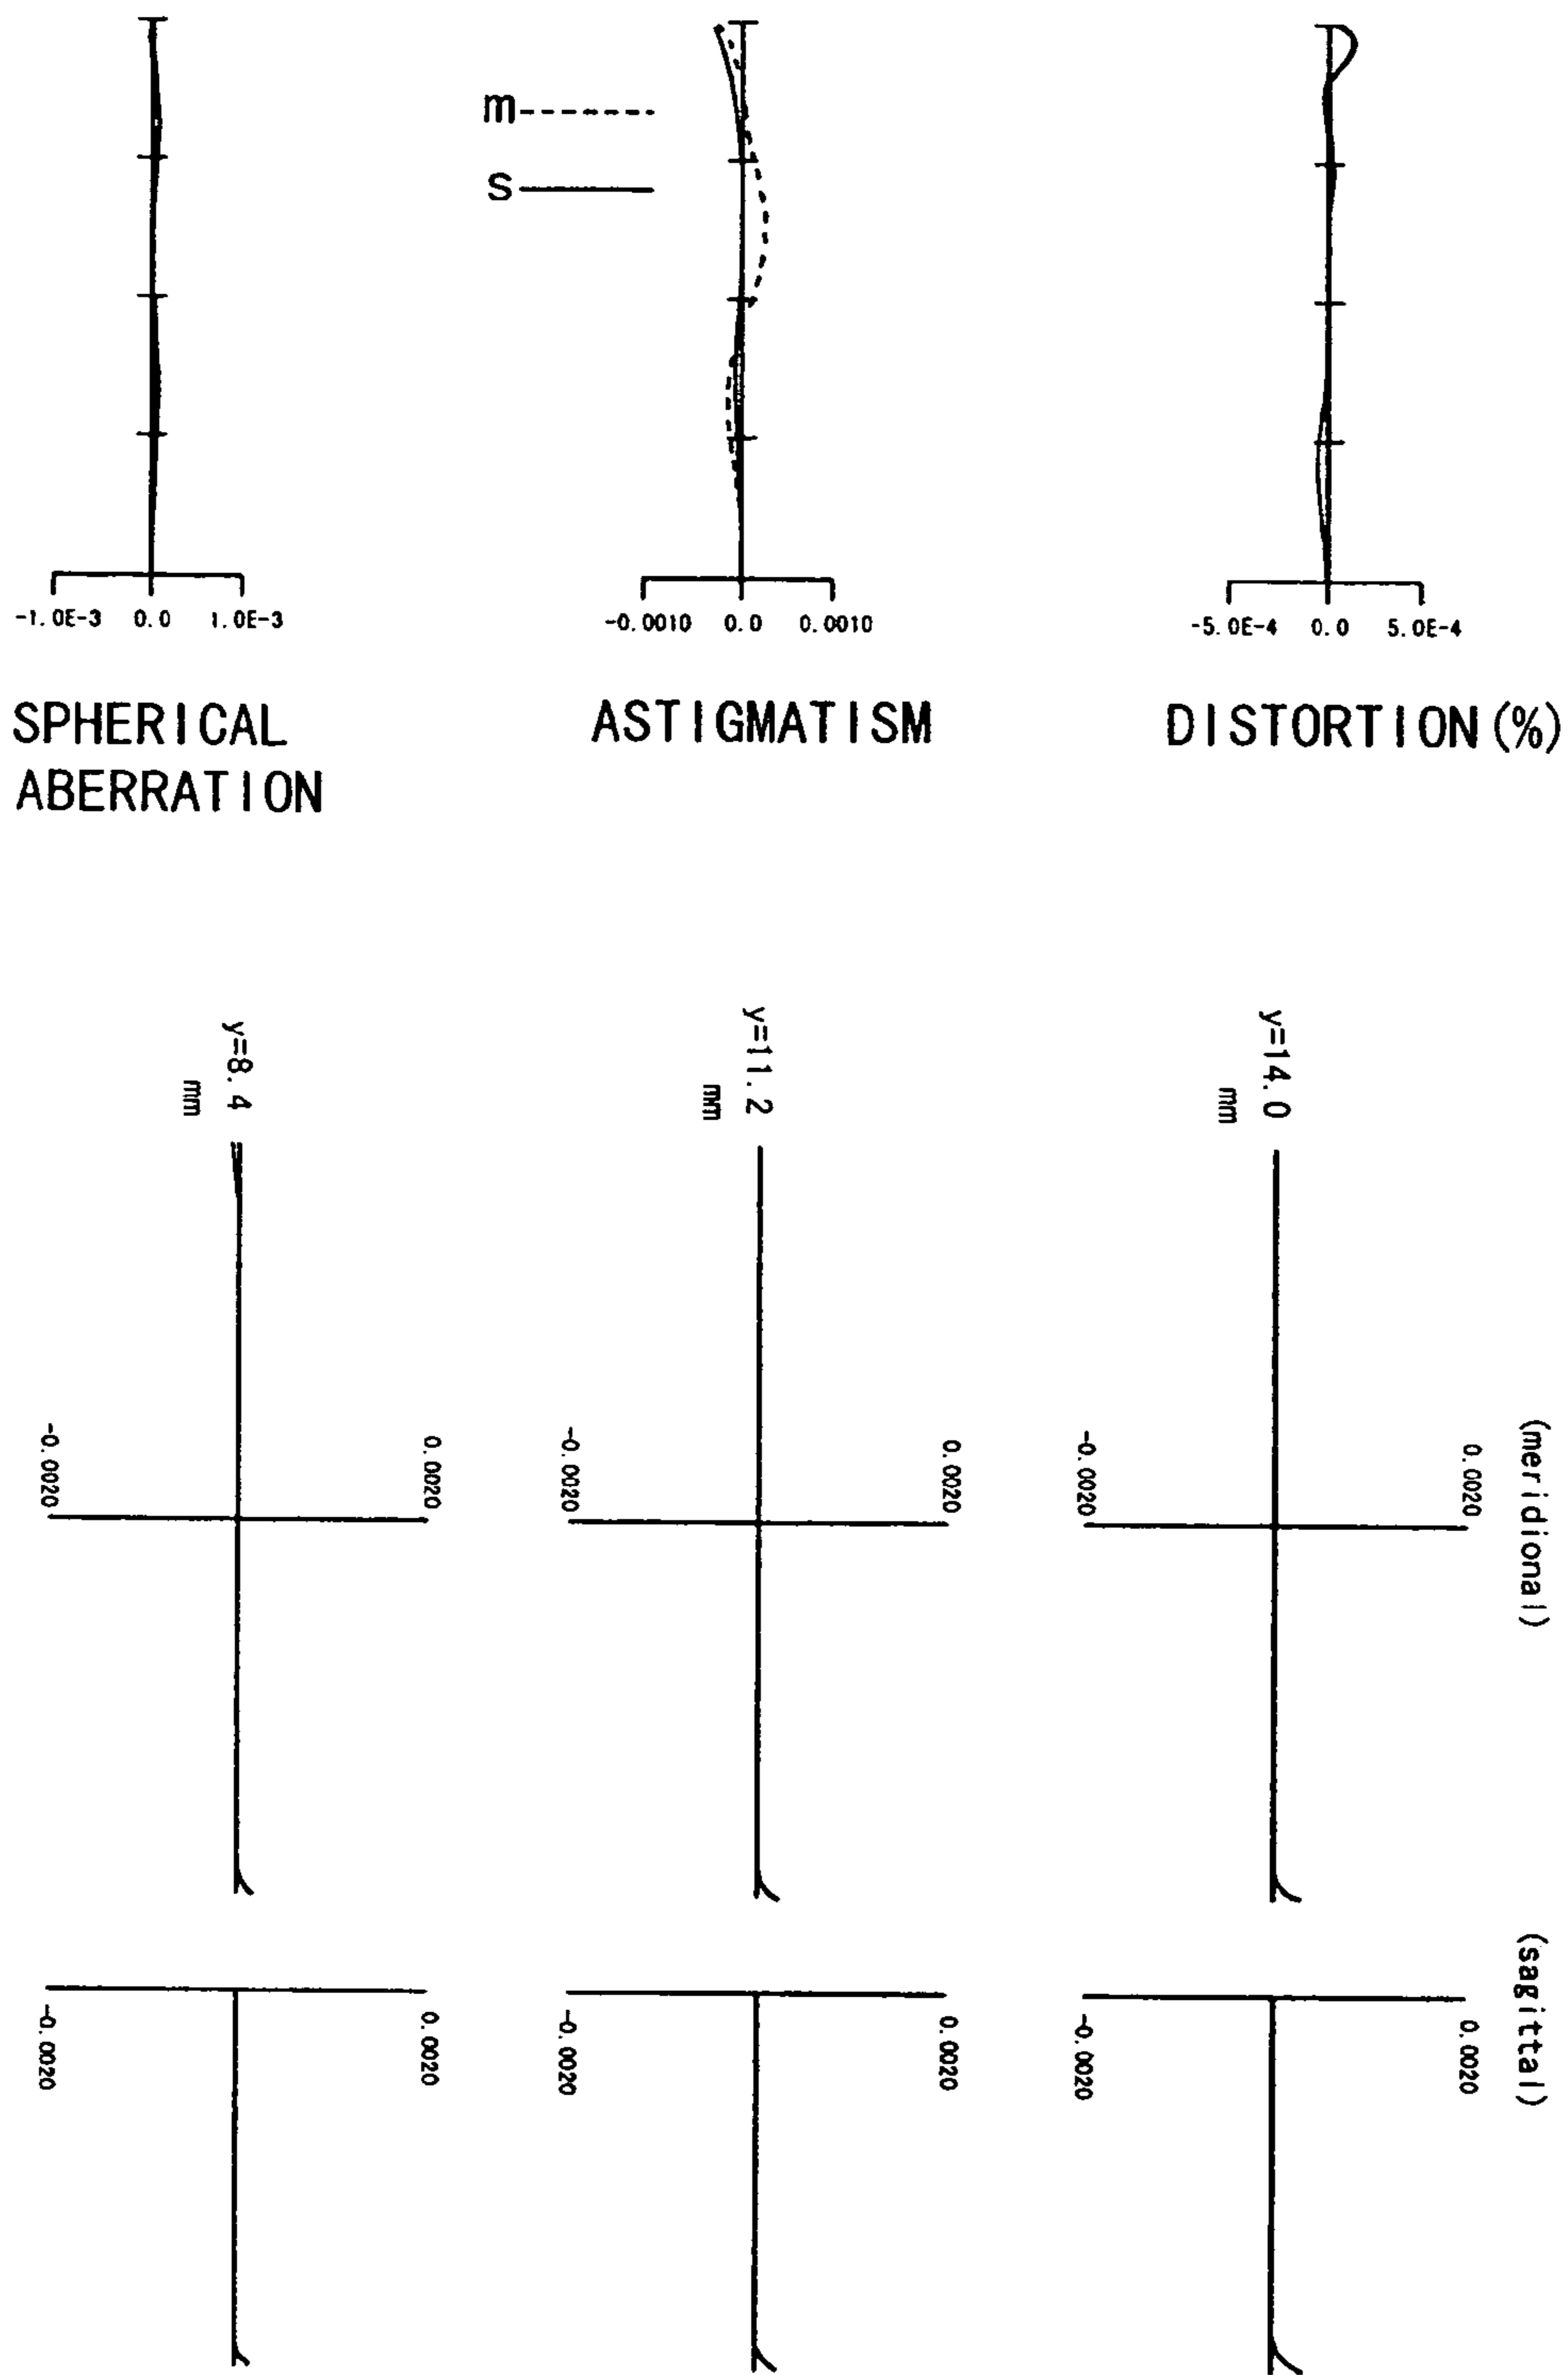 m
s
-1.0E-3 0.0 1.0E-3
-0.0010 0.0 0.0010
-5.0E-4 0.0 5.0E-4
SPHERICAL
ABERRATION
ASTIGMATISM
DISTORTION (%)
y=8.4
mm
y=11.2
mm
y=14.0
mm
-0.0020
0.0020
-0.0020
0.0020
-0.0020
0.0020
(meridional)
-0.0020
0.0020
-0.0020
0.0020
-0.0020
0.0020
(sagittal)